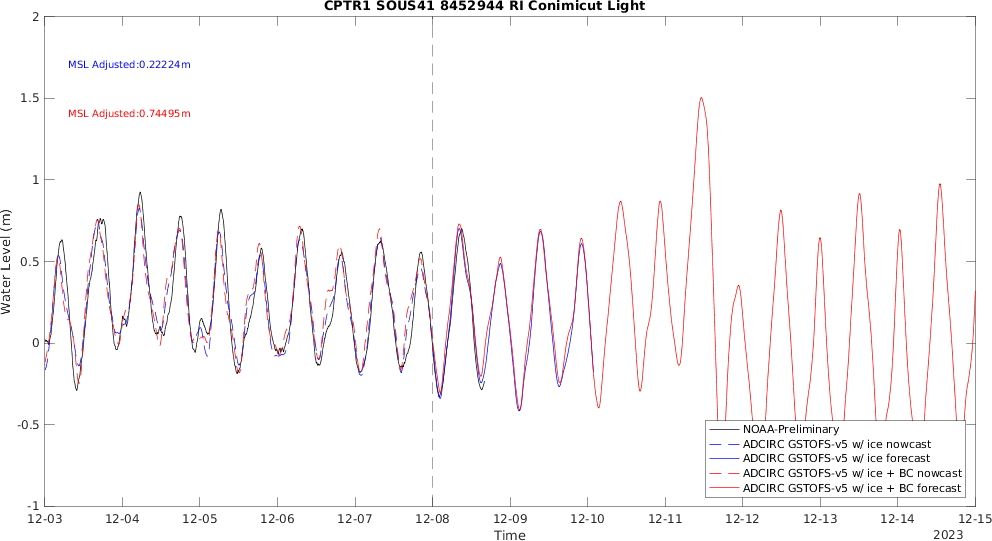 CPTR1 SOUS41 8452944 RI Conimicut Light
MSL Adjusted:0.22224m
MSL Adjusted:0.74495m
Water Level (m)
2
1.5
1
0.5
0
-0.5
-1
NOAA-Preliminary
ADCIRC GSTOFS-v5 w/ ice nowcast
ADCIRC GSTOFS-v5 w/ ice forecast
ADCIRC GSTOFS-v5 w/ ice + BC nowcast
ADCIRC GSTOFS-v5 w/ ice + BC forecast
12-03 12-04 12-05 12-06 12-07 12-08 12-09 12-10 12-11 12-12 12-13 12-14 12-15
Time
2023